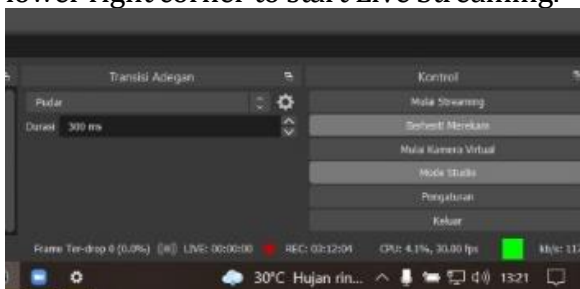 lower right corner to start Live Streaming.
Transisi Adegan
Kontrol
Pudar
Mulai Streaming
Durasi 300 ms
Berhenti Merekam
Mulai Kamera Virtual
Mode Studio
Pengaturan
Keluar
Frame Ter-drop 0 (0.0%) LIVE: 00:00:00 REC: 03:12:04 CPU: 4.1%, 30.00 fps kb/s: 117
30°C Hujan rin... 13:21